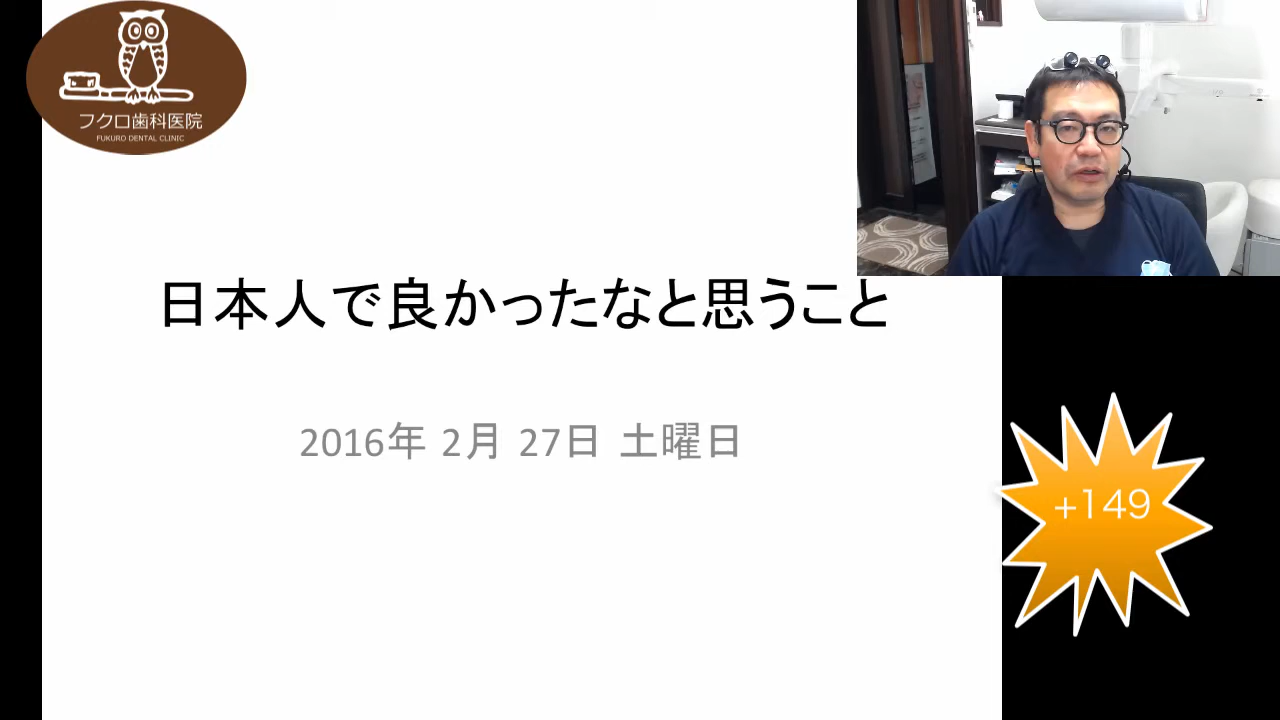 フクロ歯科医院
FUKURO DENTAL CLINIC
日本人で良かったなと思うこと
2016年 2月 27日 土曜日
+149